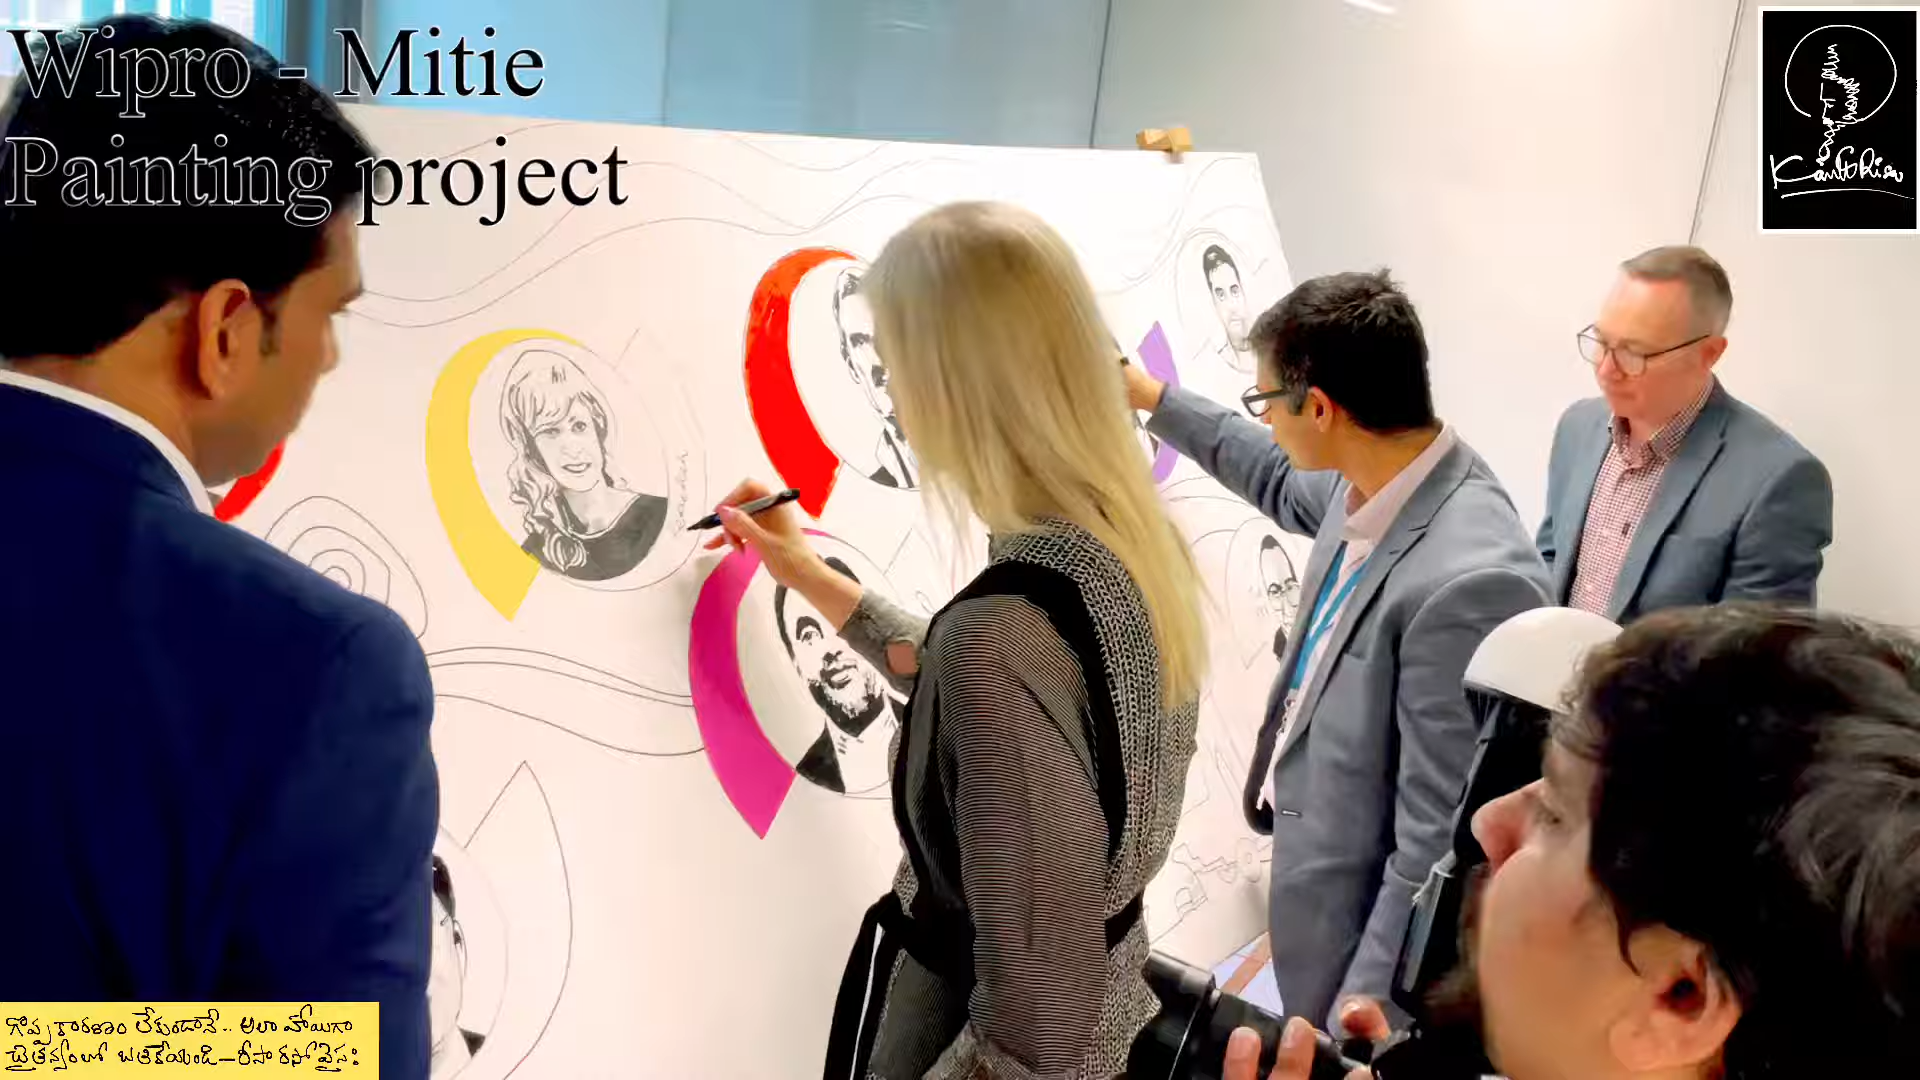 Wipro - Mitie
Painting project
గొప్ప కారణం లేకుండానే.. అలా హాయిగా
చైతన్యంలో బతికేయండి -